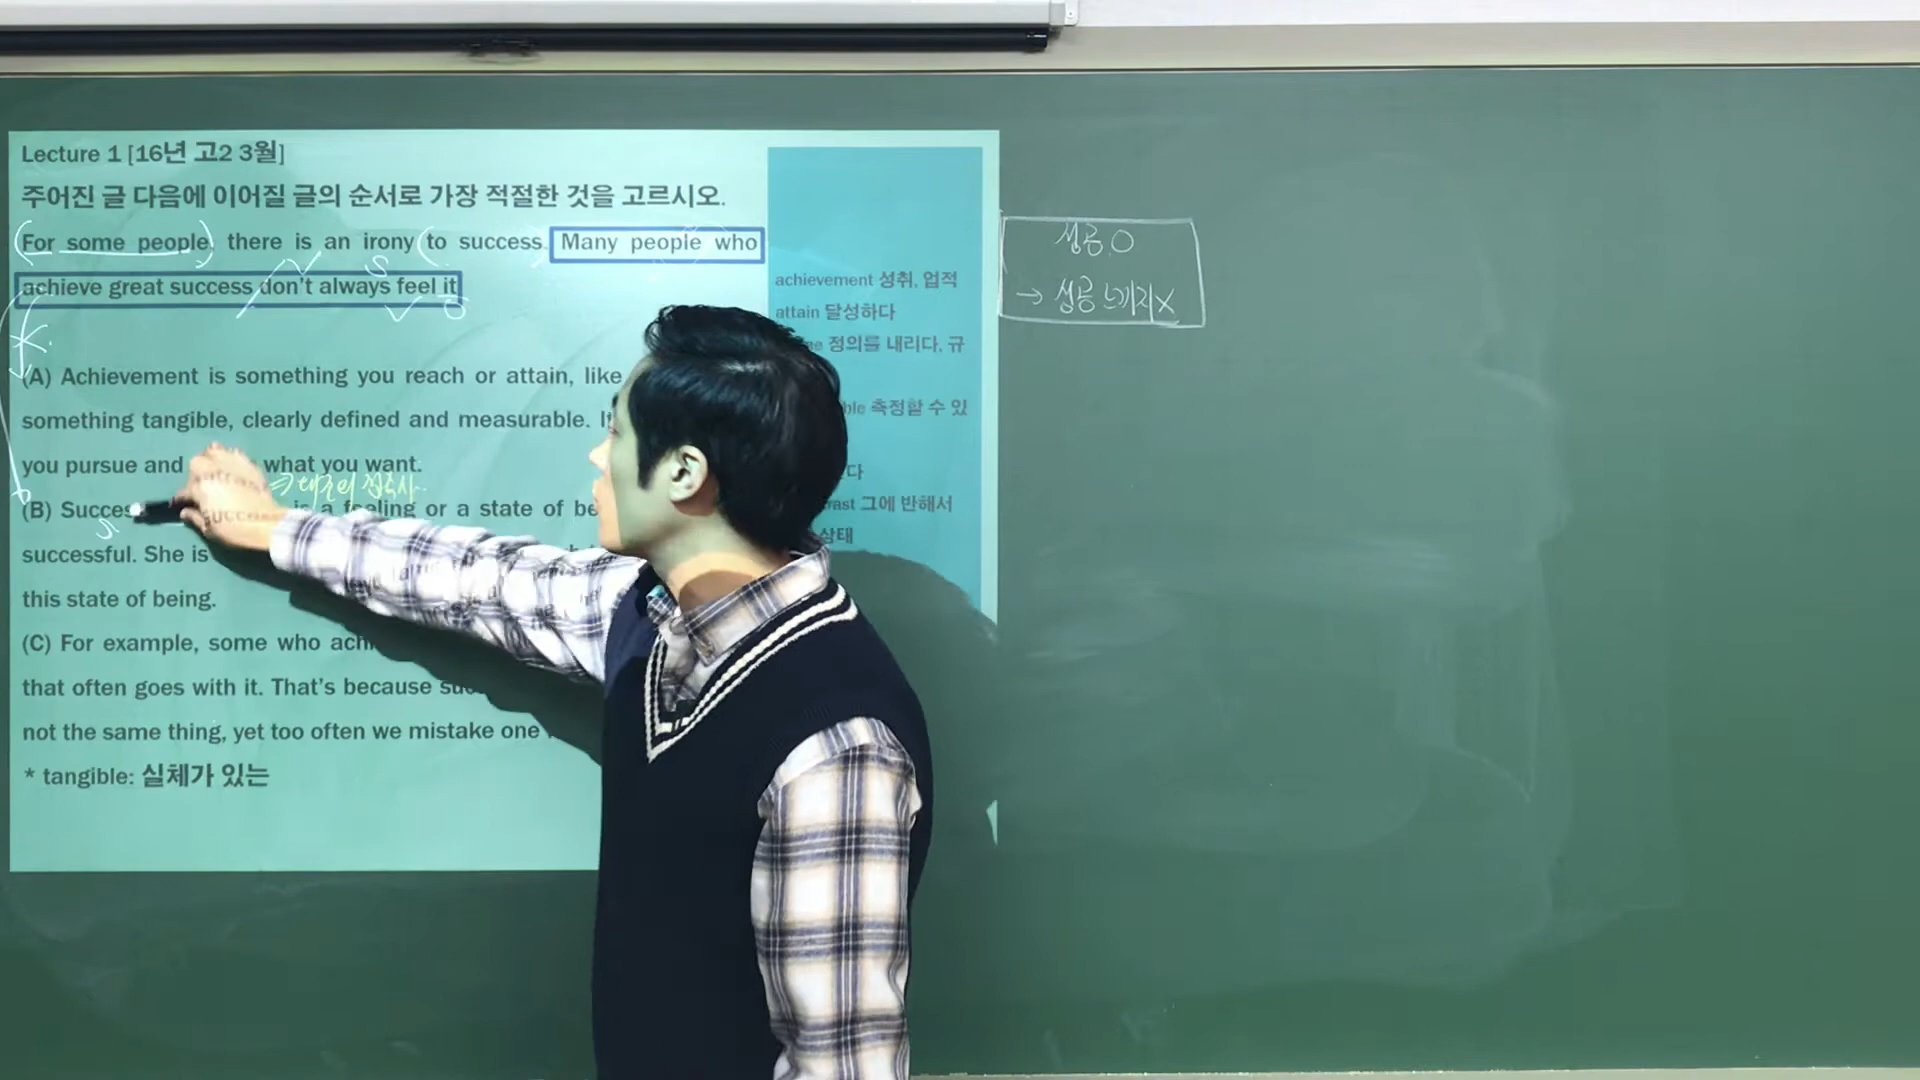 Lecture 1 [16년 고2 3월]
주어진 글 다음에 이어질 글의 순서로 가장 적절한 것을 고르시오.
(For some people), there is an irony (to success. Many people who
achieve great success don't always feel it
(A) Achievement is something you reach or attain, like
something tangible, clearly defined and measurable.
you pursue and what you want.
⇒ 대조의 접속사
(B) is a feeling or a state of
S
successful. She is
this state of being.
(C) For example, some who
that often goes with it. That's because
not the same thing, yet too often we mistake one
* tangible: 실체가 있는
achievement 성취, 업적
attain 달성하다
정의를 내리다, 규
측정할 수 있
그에 반해서
상태
성공 O
→ 성공 느끼지 X